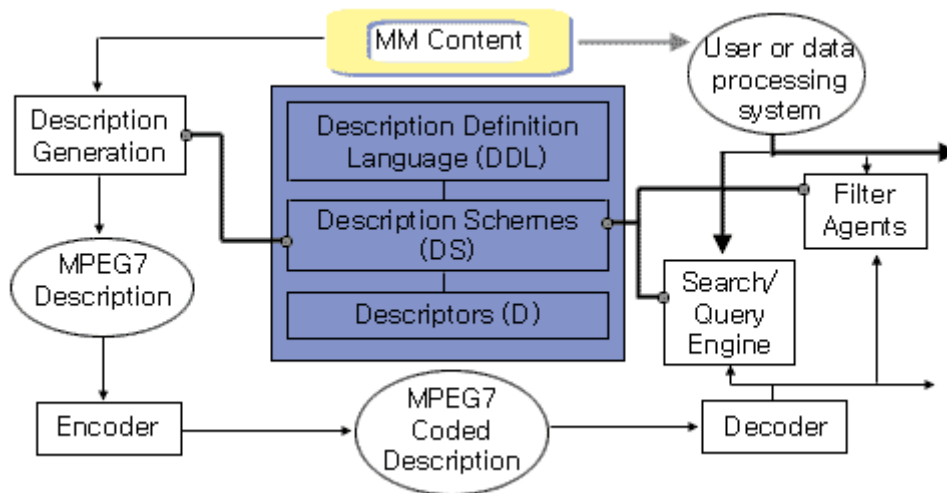 MM Content
User or data
processing
system
Description
Generation
Description Definition
Language (DDL)
Description Schemes
(DS)
Descriptors (D)
Filter
Agents
MPEG7
Description
Search/
Query
Engine
Encoder
MPEG7
Coded
Description
Decoder